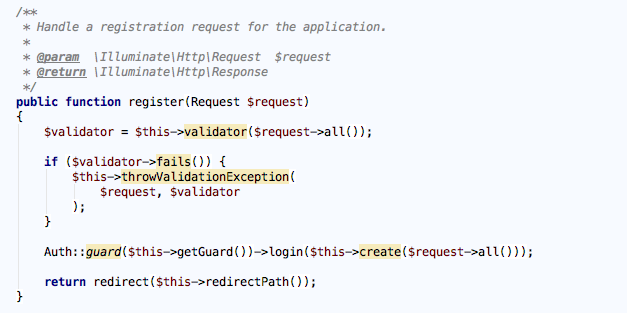 /**
 * Handle a registration request for the application.
 *
 * @param  \Illuminate\Http\Request  $request
 * @return \Illuminate\Http\Response
 */
public function register(Request $request)
{
    $validator = $this->validator($request->all());

    if ($validator->fails()) {
        $this->throwValidationException(
            $request, $validator
        );
    }

    Auth::guard($this->getGuard())->login($this->create($request->all()));

    return redirect($this->redirectPath());
}